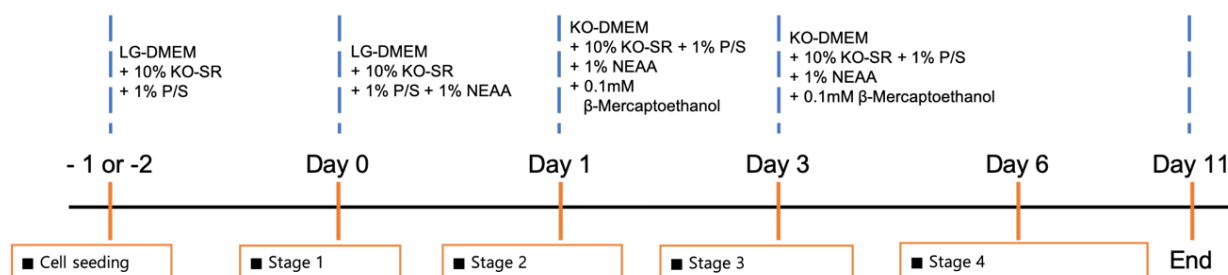 LG-DMEM
+ 10% KO-SR
+ 1% P/S
LG-DMEM
+ 10% KO-SR
+ 1% P/S + 1% NEAA
KO-DMEM
+ 10% KO-SR + 1% P/S
+ 1% NEAA
+ 0.1mM
β-Mercaptoethanol
KO-DMEM
+ 10% KO-SR + 1% P/S
+ 1% NEAA
+ 0.1mM β-Mercaptoethanol
- 1 or -2
Day 0
Day 1
Day 3
Day 6
Day 11
■ Cell seeding
■ Stage 1
■ Stage 2
■ Stage 3
■ Stage 4
End